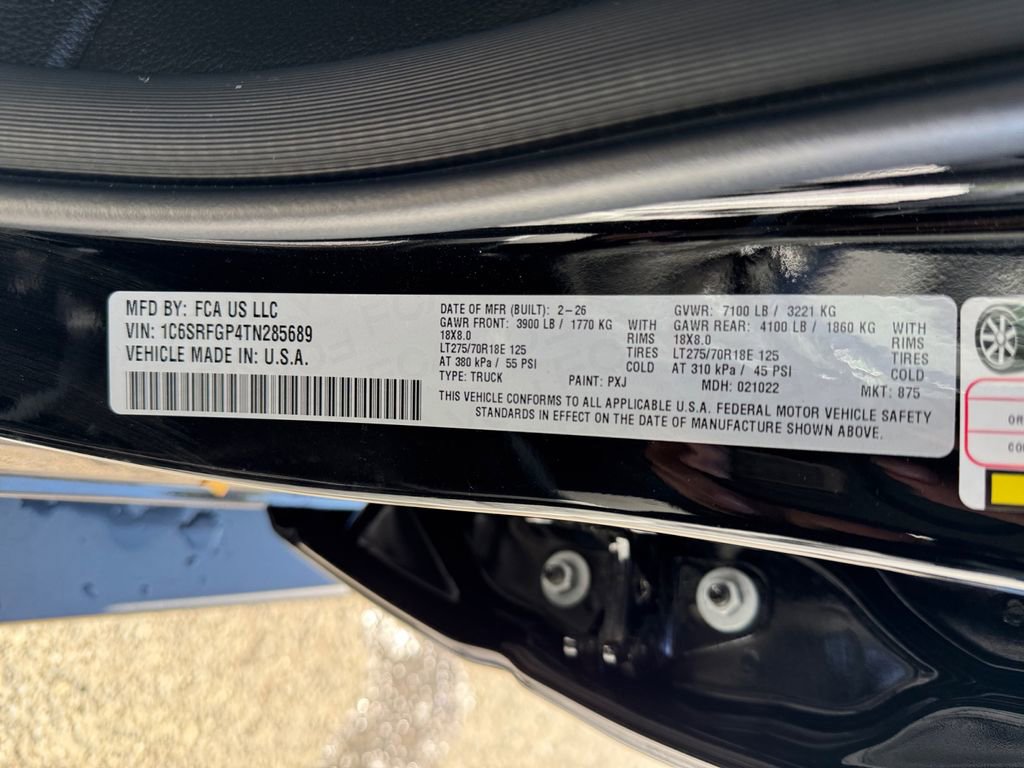 MFD BY: FCA US LLC
VIN: 1C6SRFGP4TN285689
VEHICLE MADE IN: U.S.A.
DATE OF MFR (BUILT): 2-26
GAWR FRONT: 3900 LB / 1770 KG WITH
18X8.0 RIMS
LT275/70R18E 125 TIRES
AT 380 kPa / 55 PSI COLD
TYPE: TRUCK PAINT: PXJ
GVWR: 7100 LB / 3221 KG
GAWR REAR: 4100 LB / 1860 KG WITH
18X8.0 RIMS
LT275/70R18E 125 TIRES
AT 310 kPa / 45 PSI COLD
MDH: 021022 MKT: 875
THIS VEHICLE CONFORMS TO ALL APPLICABLE U.S.A. FEDERAL MOTOR VEHICLE SAFETY
STANDARDS IN EFFECT ON THE DATE OF MANUFACTURE SHOWN ABOVE.